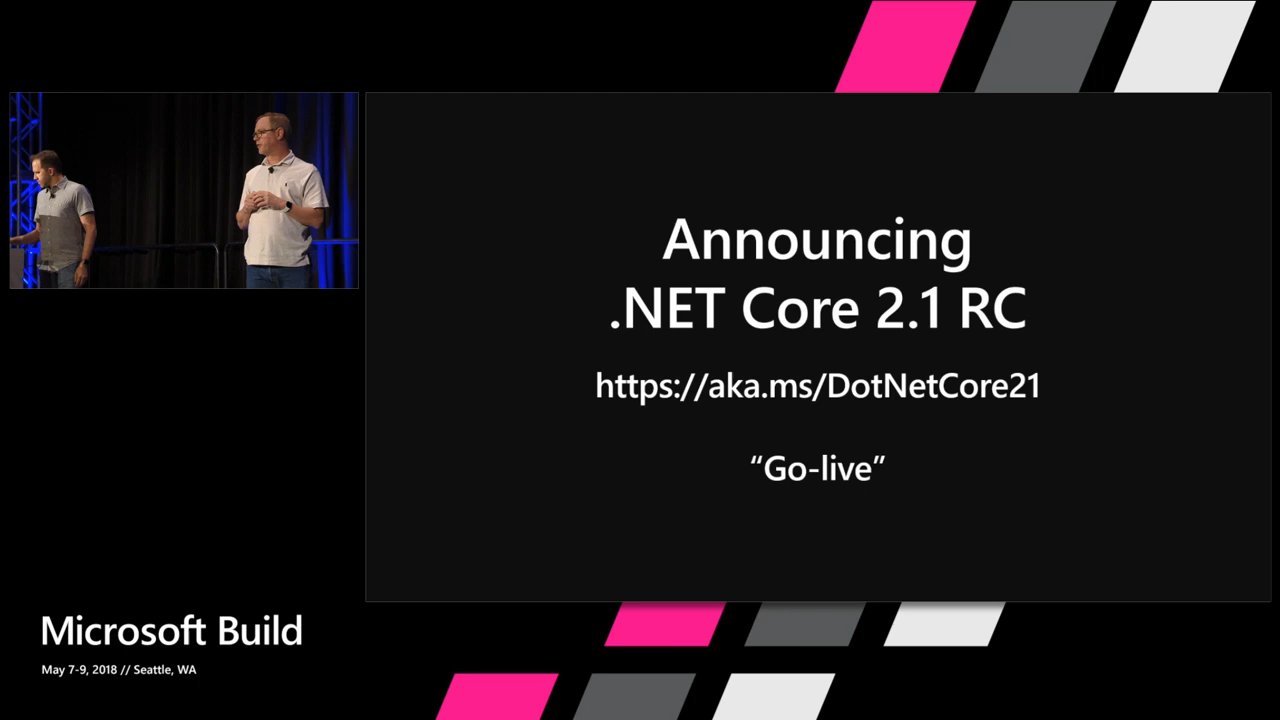 Announcing
.NET Core 2.1 RC
https://aka.ms/DotNetCore21
“Go-live”
Microsoft Build
May 7-9, 2018 // Seattle, WA